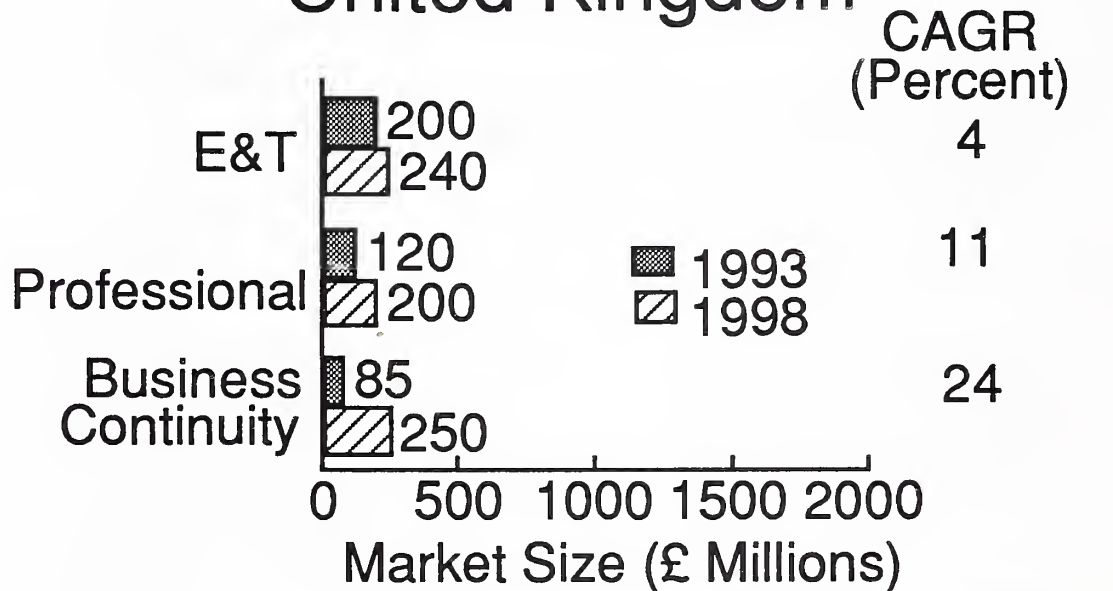 United Kingdom
CAGR
(Percent)
E&T 200 4
240
Professional 120 11
200
1993
1998
Business
Continuity 85 24
250
0 500 1000 1500 2000
Market Size (£ Millions)